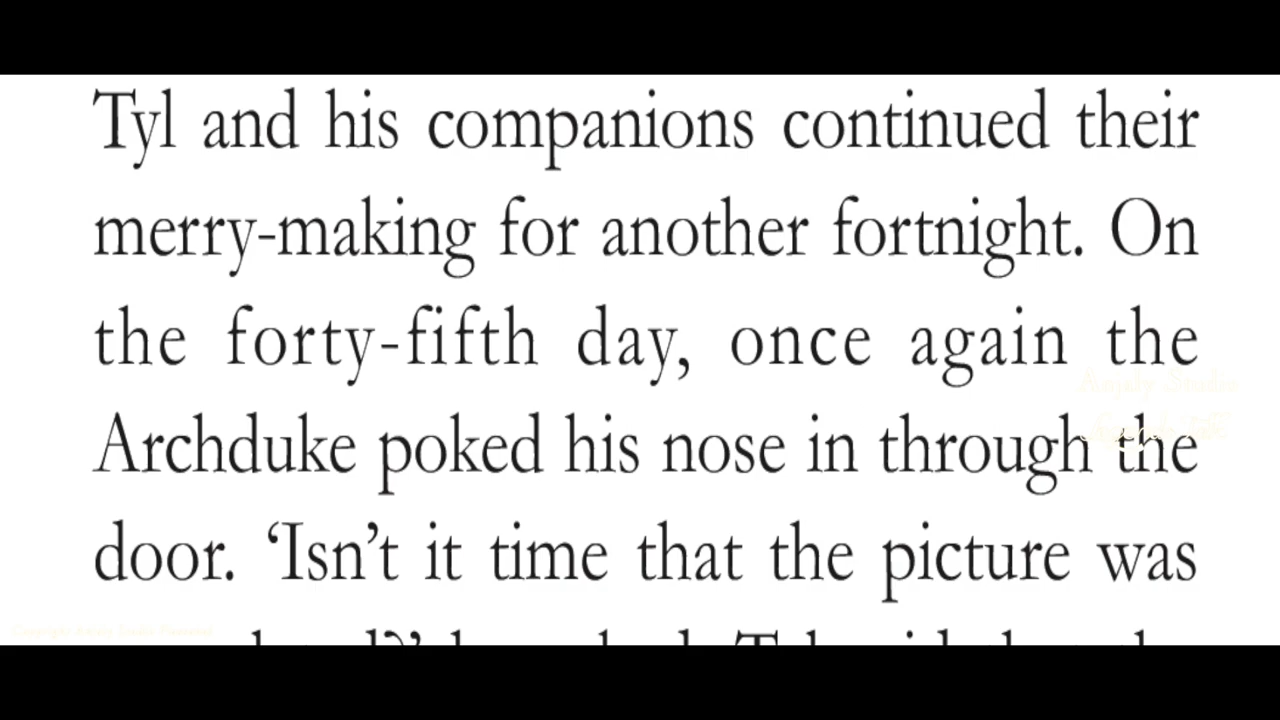 Tyl and his companions continued their
merry-making for another fortnight. On
the forty-fifth day, once again the
Archduke poked his nose in through the
door. ‘Isn’t it time that the picture was